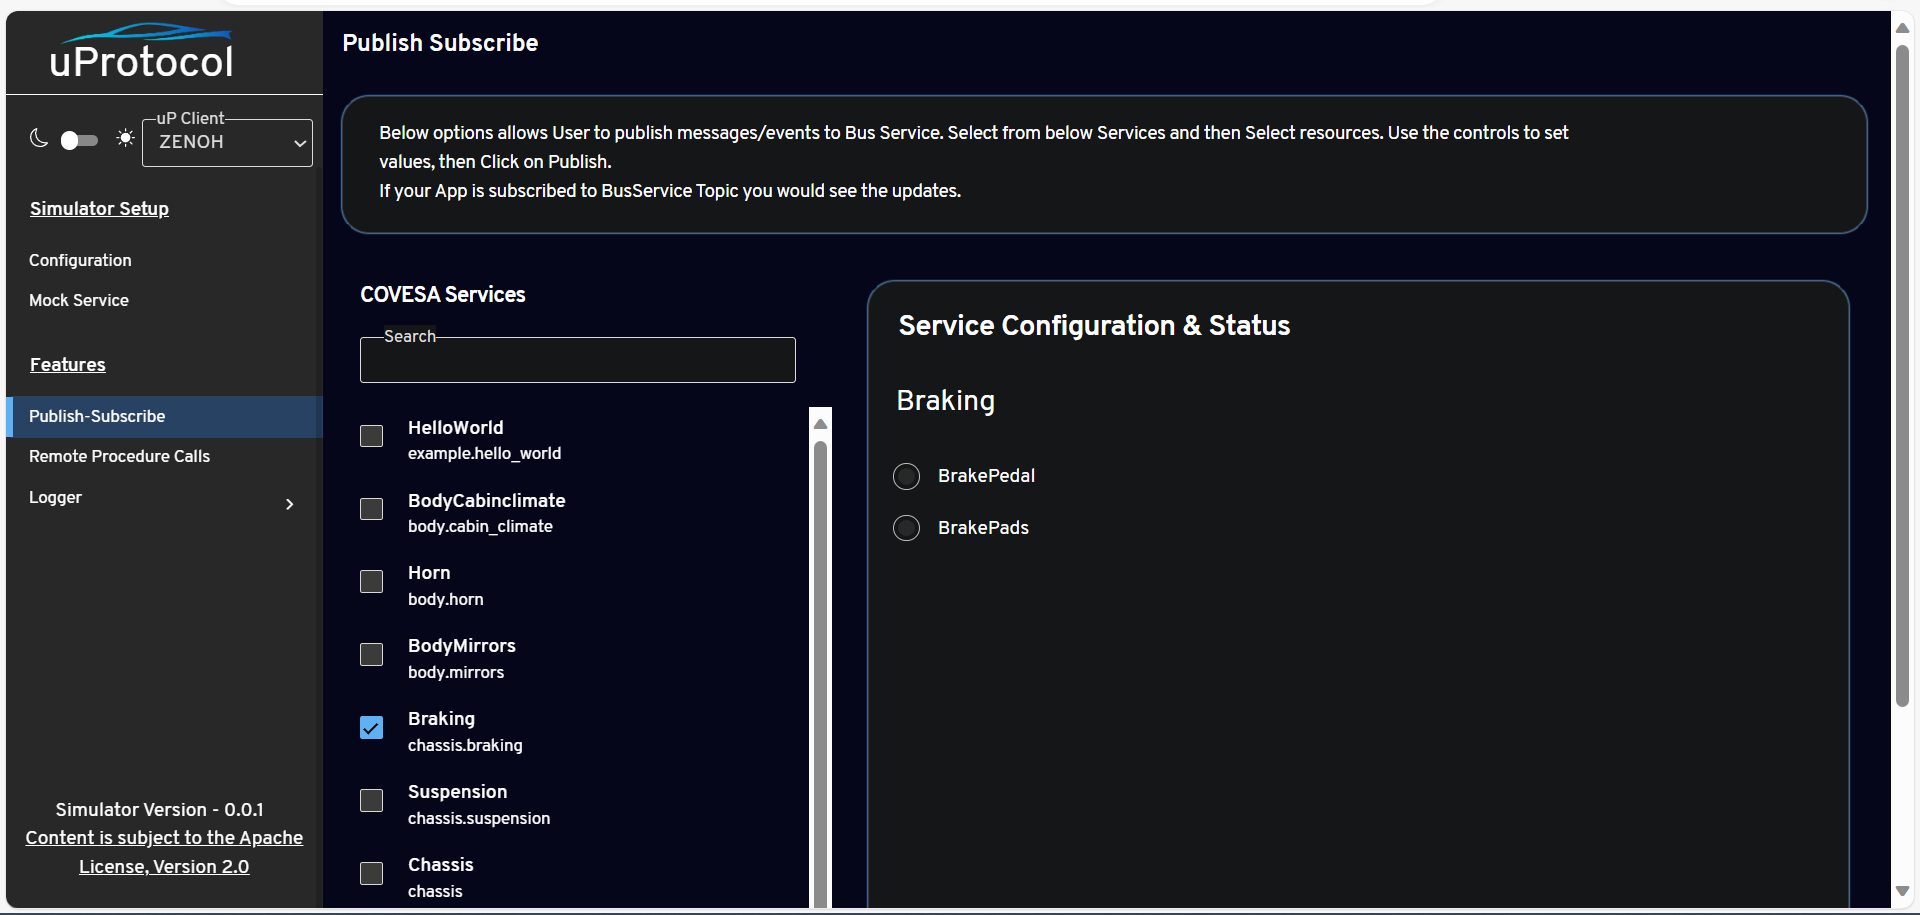 uProtocol
uP Client
ZENOH
Simulator Setup
Configuration
Mock Service
Features
Publish-Subscribe
Remote Procedure Calls
Logger
Simulator Version - 0.0.1
Content is subject to the Apache
License, Version 2.0
Publish Subscribe
Below options allows User to publish messages/events to Bus Service. Select from below Services and then Select resources. Use the controls to set
values, then Click on Publish.
If your App is subscribed to BusService Topic you would see the updates.
COVESA Services
Search
HelloWorld
example.hello_world
BodyCabinclimate
body.cabin_climate
Horn
body.horn
BodyMirrors
body.mirrors
Braking
chassis.braking
Suspension
chassis.suspension
Chassis
chassis
Service Configuration & Status
Braking
BrakePedal
BrakePads